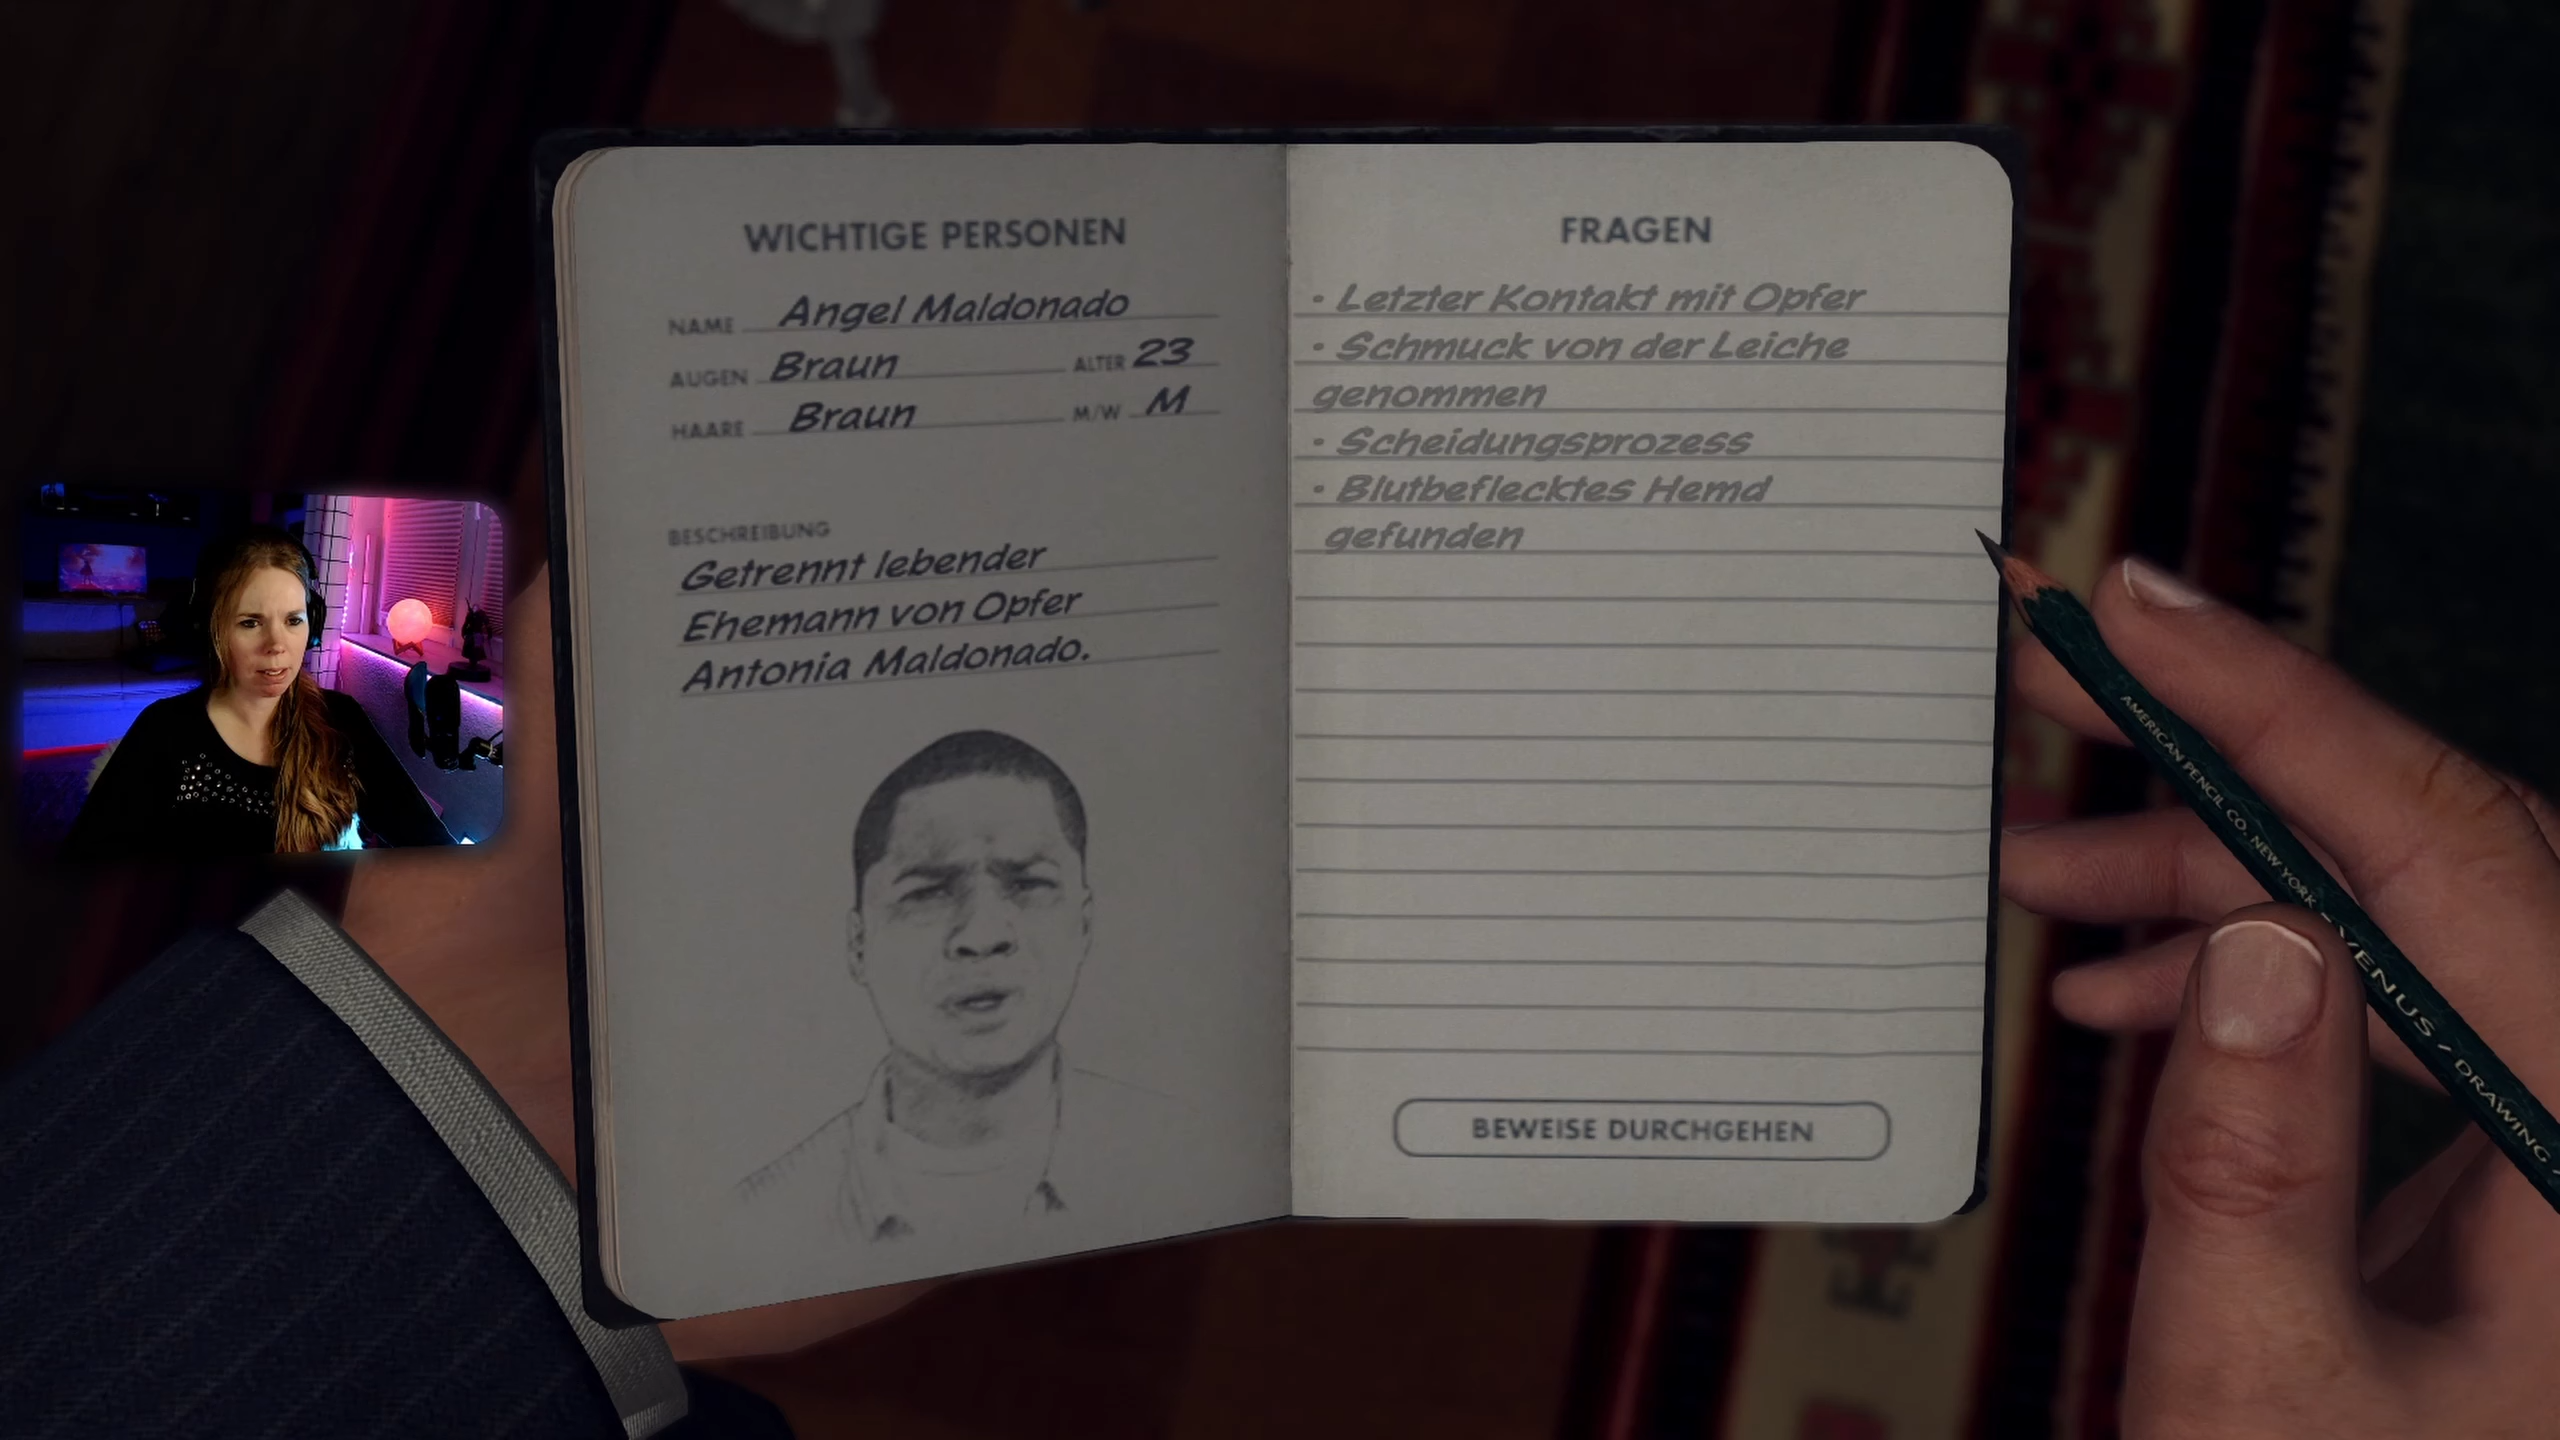 WICHTIGE PERSONEN
NAME Angel Maldonado
AUGEN Braun ALTER 23
HAARE Braun M/W M
BESCHREIBUNG
Getrennt lebender
Ehemann von Opfer
Antonia Maldonado.
FRAGEN
• Letzter Kontakt mit Opfer
• Schmuck von der Leiche
genommen
• Scheidungsprozess
• Blutbeflecktes Hemd
gefunden
BEWEISE DURCHGEHEN
AMERICAN PENCIL CO. NEW YORK - VENUS / DRAWING